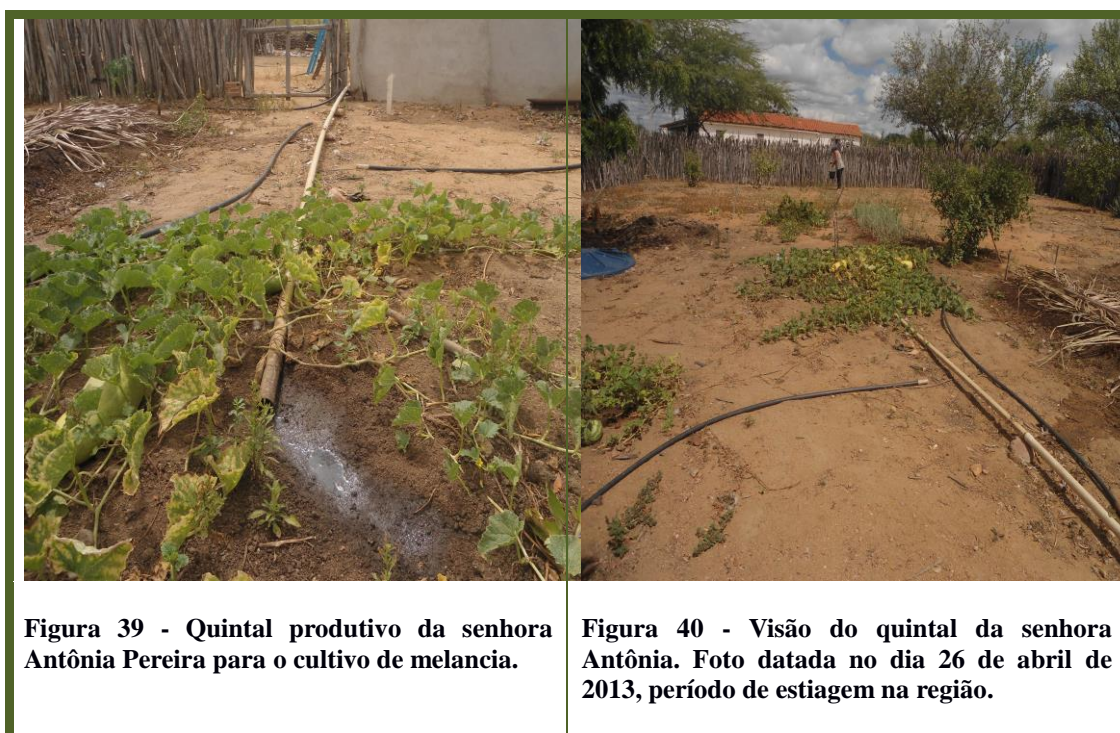 Figura 39 - Quintal produtivo da senhora
Antônia Pereira para o cultivo de melancia.
Figura 40 - Visão do quintal da senhora
Antônia. Foto datada no dia 26 de abril de
2013, período de estiagem na região.